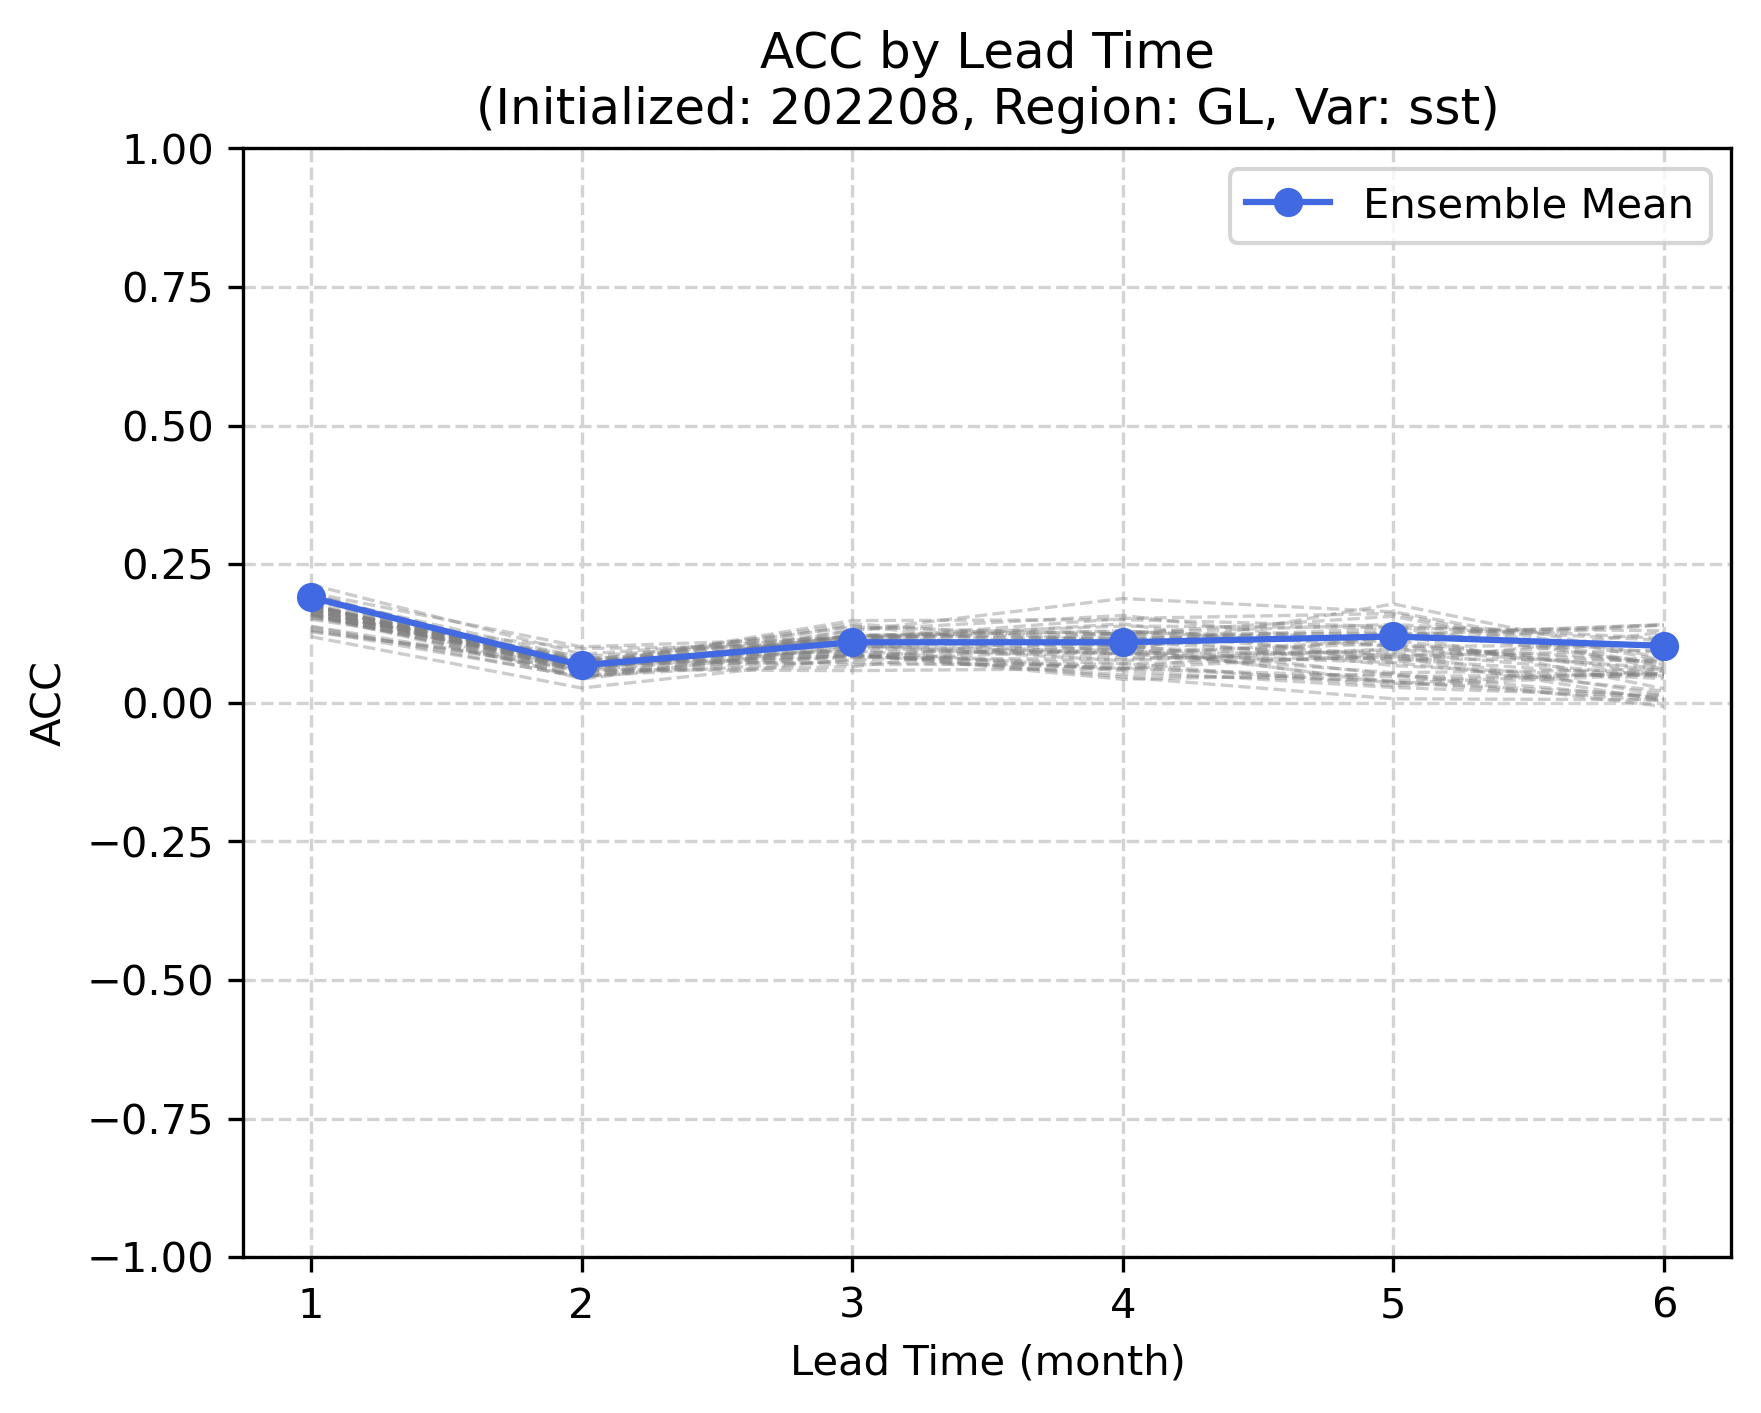 ACC by Lead Time
(Initialized: 202208, Region: GL, Var: sst)
1.00
0.75
0.50
0.25
0.00
−0.25
−0.50
−0.75
−1.00
ACC
Ensemble Mean
1 2 3 4 5 6
Lead Time (month)